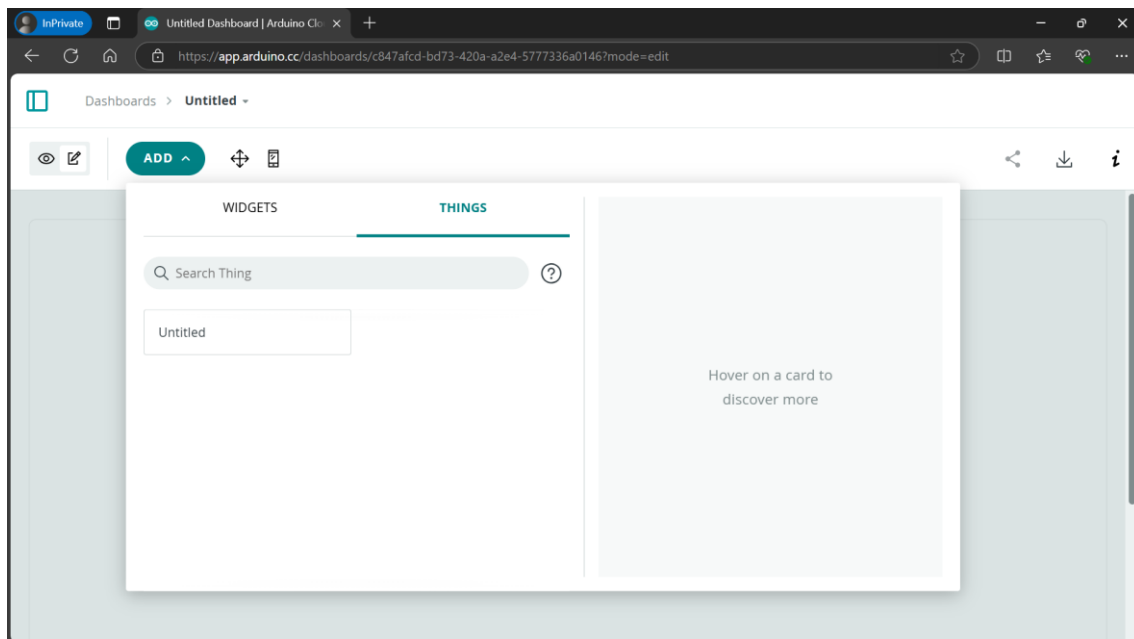 InPrivate
Untitled Dashboard | Arduino Clo
https://app.arduino.cc/dashboards/c847afcd-bd73-420a-a2e4-5777336a0146?mode=edit
Dashboards > Untitled
ADD
i
WIDGETS
THINGS
Search Thing
?
Untitled
Hover on a card to
discover more